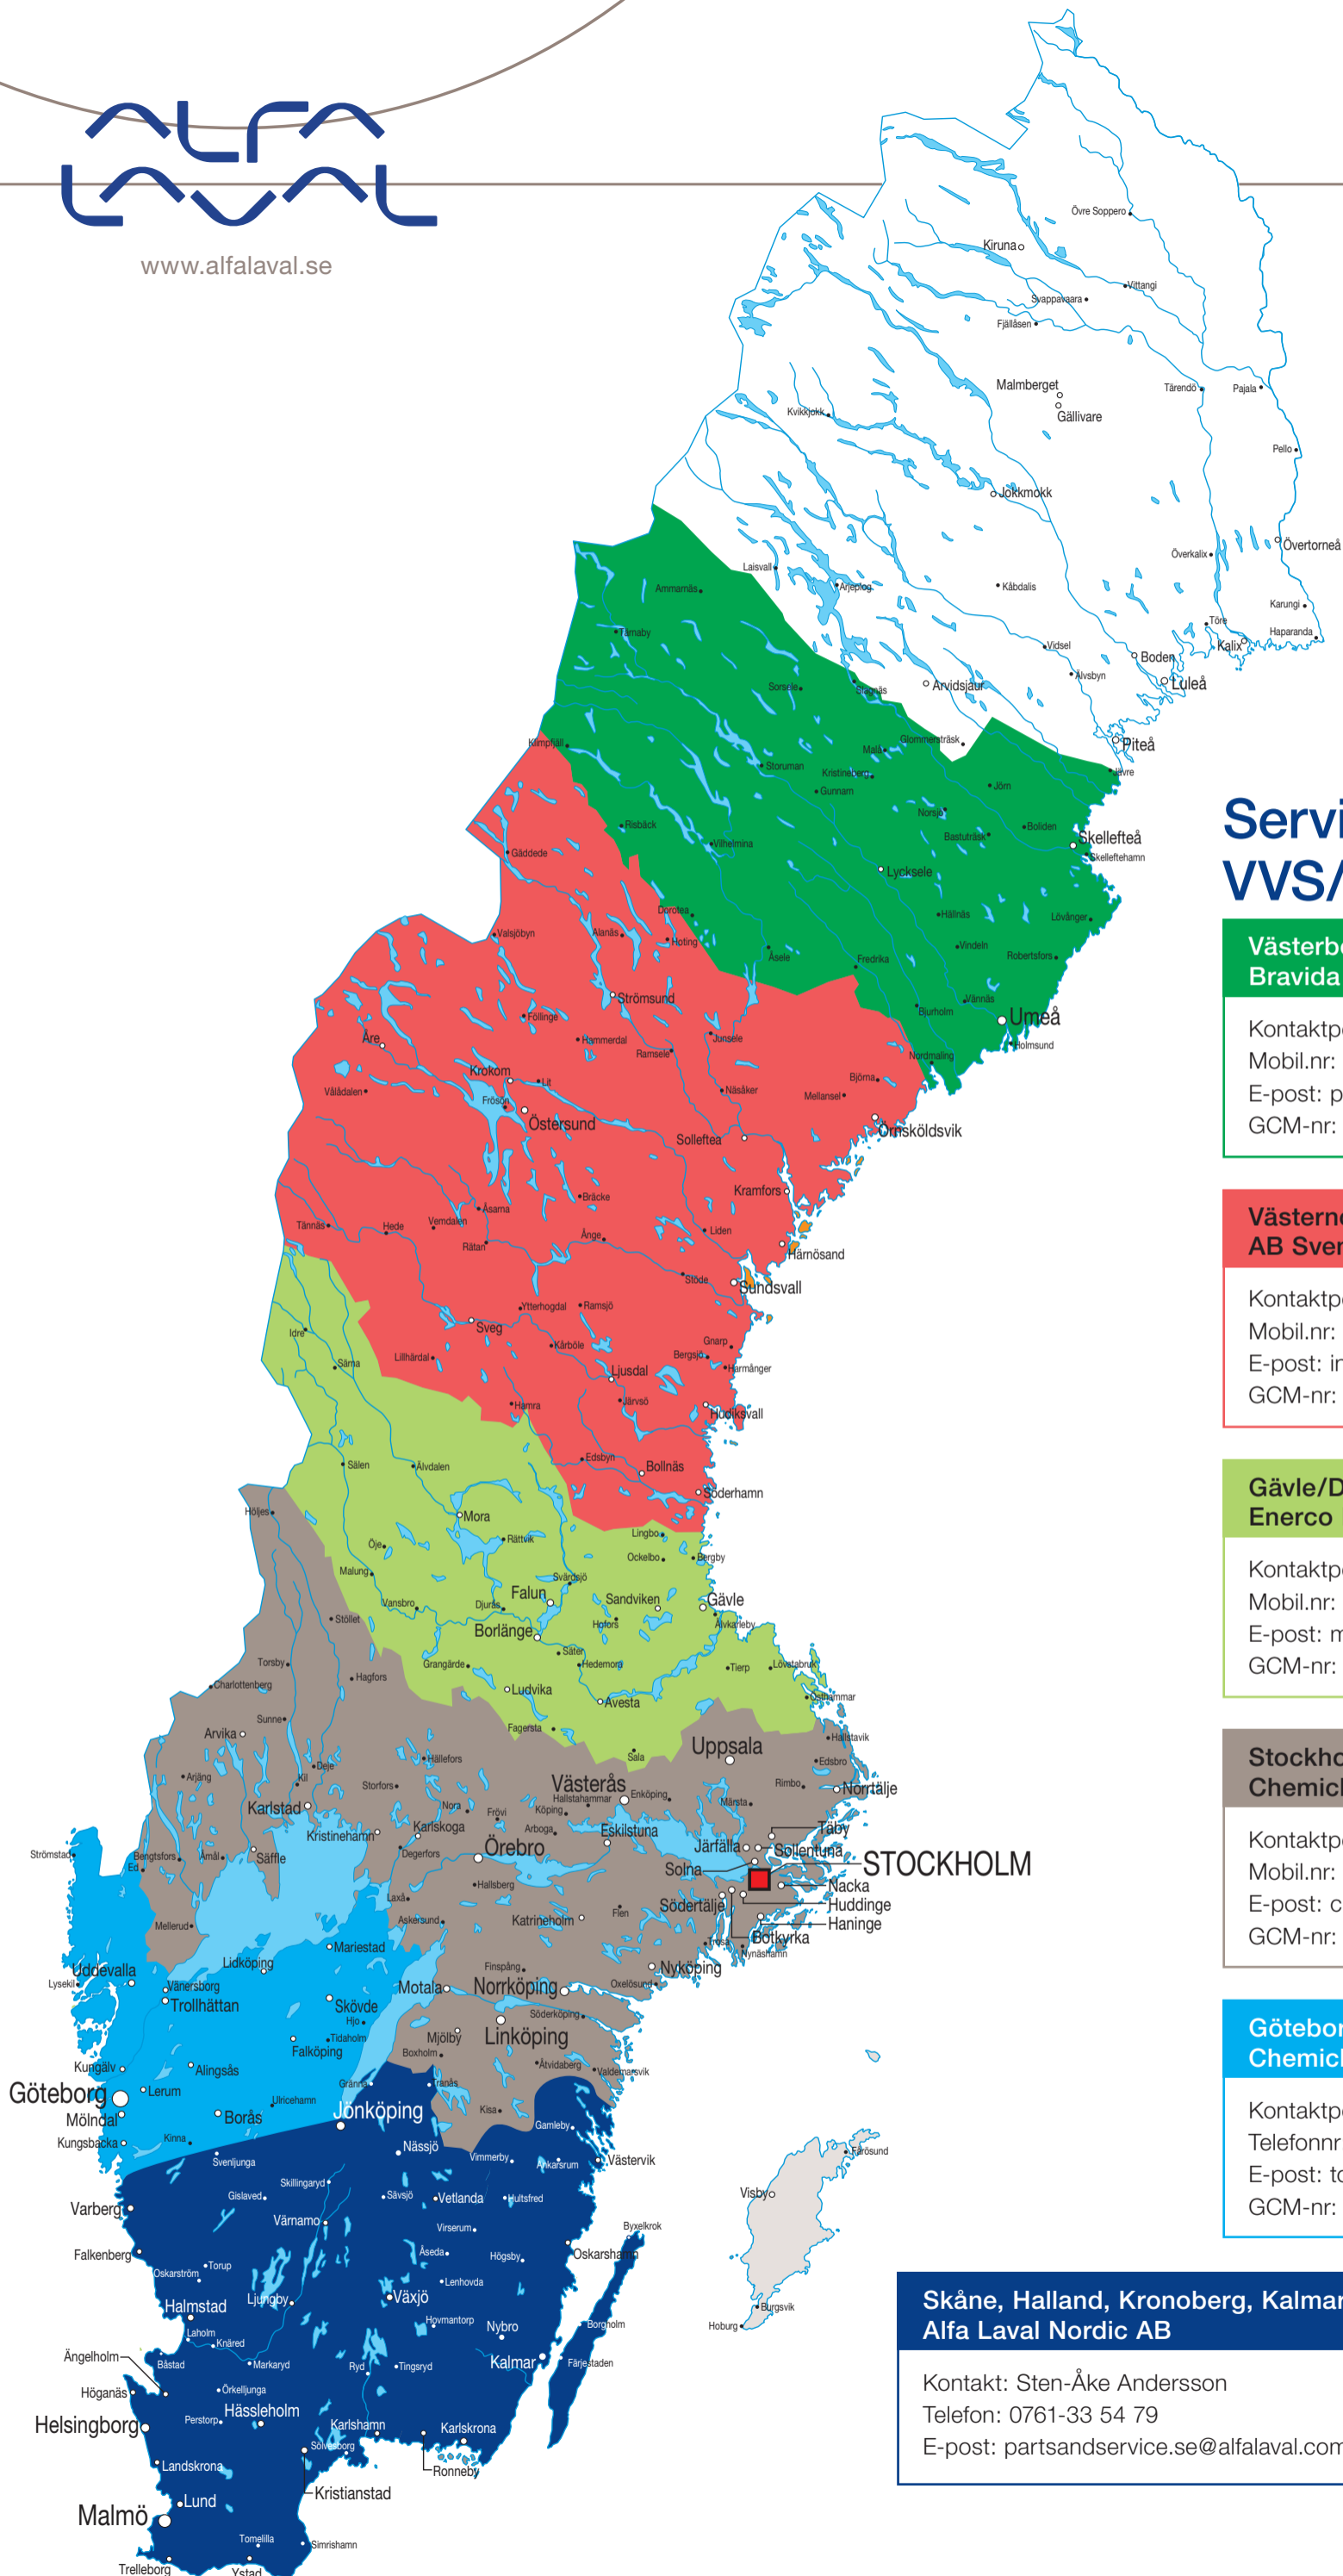 ALFA
LAVAL
www.alfalaval.se
Övre Soppero
Kiruna
Vittangi
Svappavaara
Fjällåsen
Malmberget
Tärendö
Pajala
Kvikkjokk
Gällivare
Pello
Jokkmokk
Övertorneå
Överkalix
Laisvall
Ammarnäs
Arjeplog
Kåbdalis
Karungi
Töre
Haparanda
Tärnaby
Vidsel
Kalix
Boden
Älvsbyn
Luleå
Sorsele
Slagnäs
Arvidsjaur
Klimpfjäll
Glommersträsk
Malå
Piteå
Storuman
Kristineberg
Jävre
Gunnarn
Jörn
Norsjö
Risbäck
Boliden
Bastuträsk
Skellefteå
Vilhelmina
Gäddede
Skelleftehamn
Lycksele
Dorotea
Hällnäs
Lövånger
Valsjöbyn
Alanäs
Hoting
Vindeln
Åsele
Fredrika
Robertsfors
Strömsund
Vännäs
Bjurholm
Föllinge
Umeå
Åre
Hammerdal
Junsele
Holmsund
Ramsele
Nordmaling
Krokom
Lit
Björna
Vålådalen
Frösön
Näsåker
Mellansel
Östersund
Örnsköldsvik
Solleftea
Kramfors
Bräcke
Åsarna
Tännäs
Hede
Vemdalen
Liden
Ånge
Rätan
Härnösand
Stöde
Sundsvall
Ytterhogdal
Ramsjö
Sveg
Idre
Kårböle
Gnarp
Bergsjö
Särna
Lillhärdal
Harmånger
Ljusdal
Hamra
Järvsö
Hudiksvall
Edsbyn
Sälen
Älvdalen
Bollnäs
Söderhamn
Höljes
Mora
Lingbo
Rättvik
Öje
Ockelbo
Bergby
Malung
Svärdsjö
Falun
Sandviken
Gävle
Vansbro
Djurås
Stöllet
Hofors
Älvkarleby
Borlänge
Säter
Torsby
Grangärde
Hedemora
Tierp
Lövstabruk
Charlottenberg
Hagfors
Ludvika
Avesta
Östhammar
Sunne
Fagersta
Arvika
Hallstavik
Uppsala
Hällefors
Sala
Edsbro
Årjäng
Deje
Kil
Storfors
Västerås
Rimbo
Norrtälje
Hallstahammar
Enköping
Karlstad
Nora
Frövi
Köping
Märsta
Kristinehamn
Karlskoga
Arboga
Eskilstuna
Täby
Strömstad
Bengtsfors
Åmål
Säffle
Degerfors
Örebro
Järfälla
Sollentuna
Ed
Solna
STOCKHOLM
Hallsberg
Nacka
Laxå
Södertälje
Huddinge
Mellerud
Askersund
Katrineholm
Flen
Haninge
Botkyrka
Mariestad
Trosa
Nynäshamn
Lidköping
Uddevalla
Finspång
Nyköping
Lysekil
Vänersborg
Motala
Norrköping
Oxelösund
Trollhättan
Skövde
Hjo
Söderköping
Tidaholm
Mjölby
Linköping
Falköping
Boxholm
Kungälv
Alingsås
Åtvidaberg
Valdemarsvik
Göteborg
Lerum
Gränna
Tranås
Ulricehamn
Mölndal
Borås
Jönköping
Kisa
Gamleby
Kungsbacka
Kinna
Nässjö
Svenljunga
Vimmerby
Ankarsrum
Västervik
Fårösund
Skillingaryd
Gislaved
Sävsjö
Vetlanda
Hultsfred
Visby
Varberg
Värnamo
Virserum
Byxelkrok
Falkenberg
Åseda
Högsby
Oskarshamn
Torup
Oskarström
Lenhovda
Ljungby
Växjö
Halmstad
Burgsvik
Hovmantorp
Nybro
Borgholm
Hoburg
Laholm
Knäred
Ängelholm
Båstad
Markaryd
Ryd
Tingsryd
Kalmar
Färjestaden
Höganäs
Örkelljunga
Hässleholm
Helsingborg
Perstorp
Karlshamn
Karlskrona
Sölvesborg
Landskrona
Ronneby
Kristianstad
Lund
Malmö
Tomelilla
Simrishamn
Trelleborg
Ystad
Servi
VVS/
Västerb
Bravida
Kontaktp
Mobil.nr:
E-post: p
GCM-nr:
Västern
AB Sver
Kontaktp
Mobil.nr:
E-post: in
GCM-nr:
Gävle/D
Enerco
Kontaktp
Mobil.nr:
E-post: m
GCM-nr:
Stockho
Chemicl
Kontaktp
Mobil.nr:
E-post: c
GCM-nr:
Götebor
Chemicl
Kontaktp
Telefonnr
E-post: to
GCM-nr:
Skåne, Halland, Kronoberg, Kalmar
Alfa Laval Nordic AB
Kontakt: Sten-Åke Andersson
Telefon: 0761-33 54 79
E-post: partsandservice.se@alfalaval.com